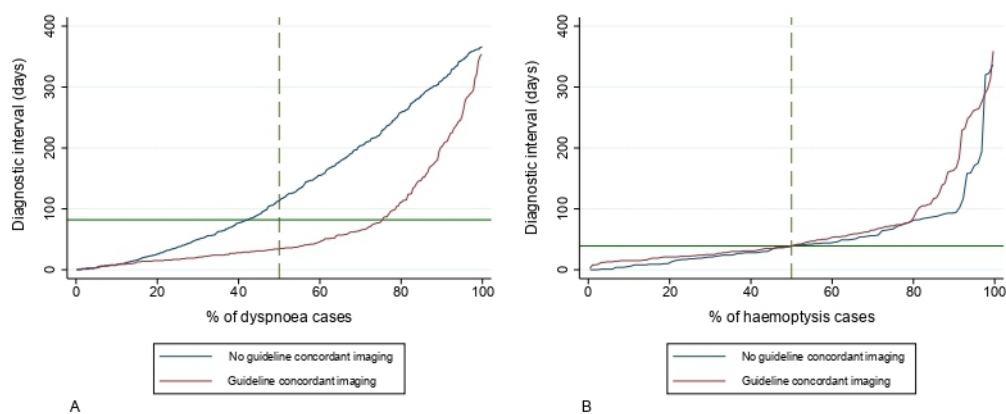 400
300
200
100
0
Diagnostic interval (days)
0 20 40 60 80 100
% of dyspnoea cases
No guideline concordant imaging
Guideline concordant imaging
A
400
300
200
100
0
Diagnostic interval (days)
0 20 40 60 80 100
% of haemoptysis cases
No guideline concordant imaging
Guideline concordant imaging
B